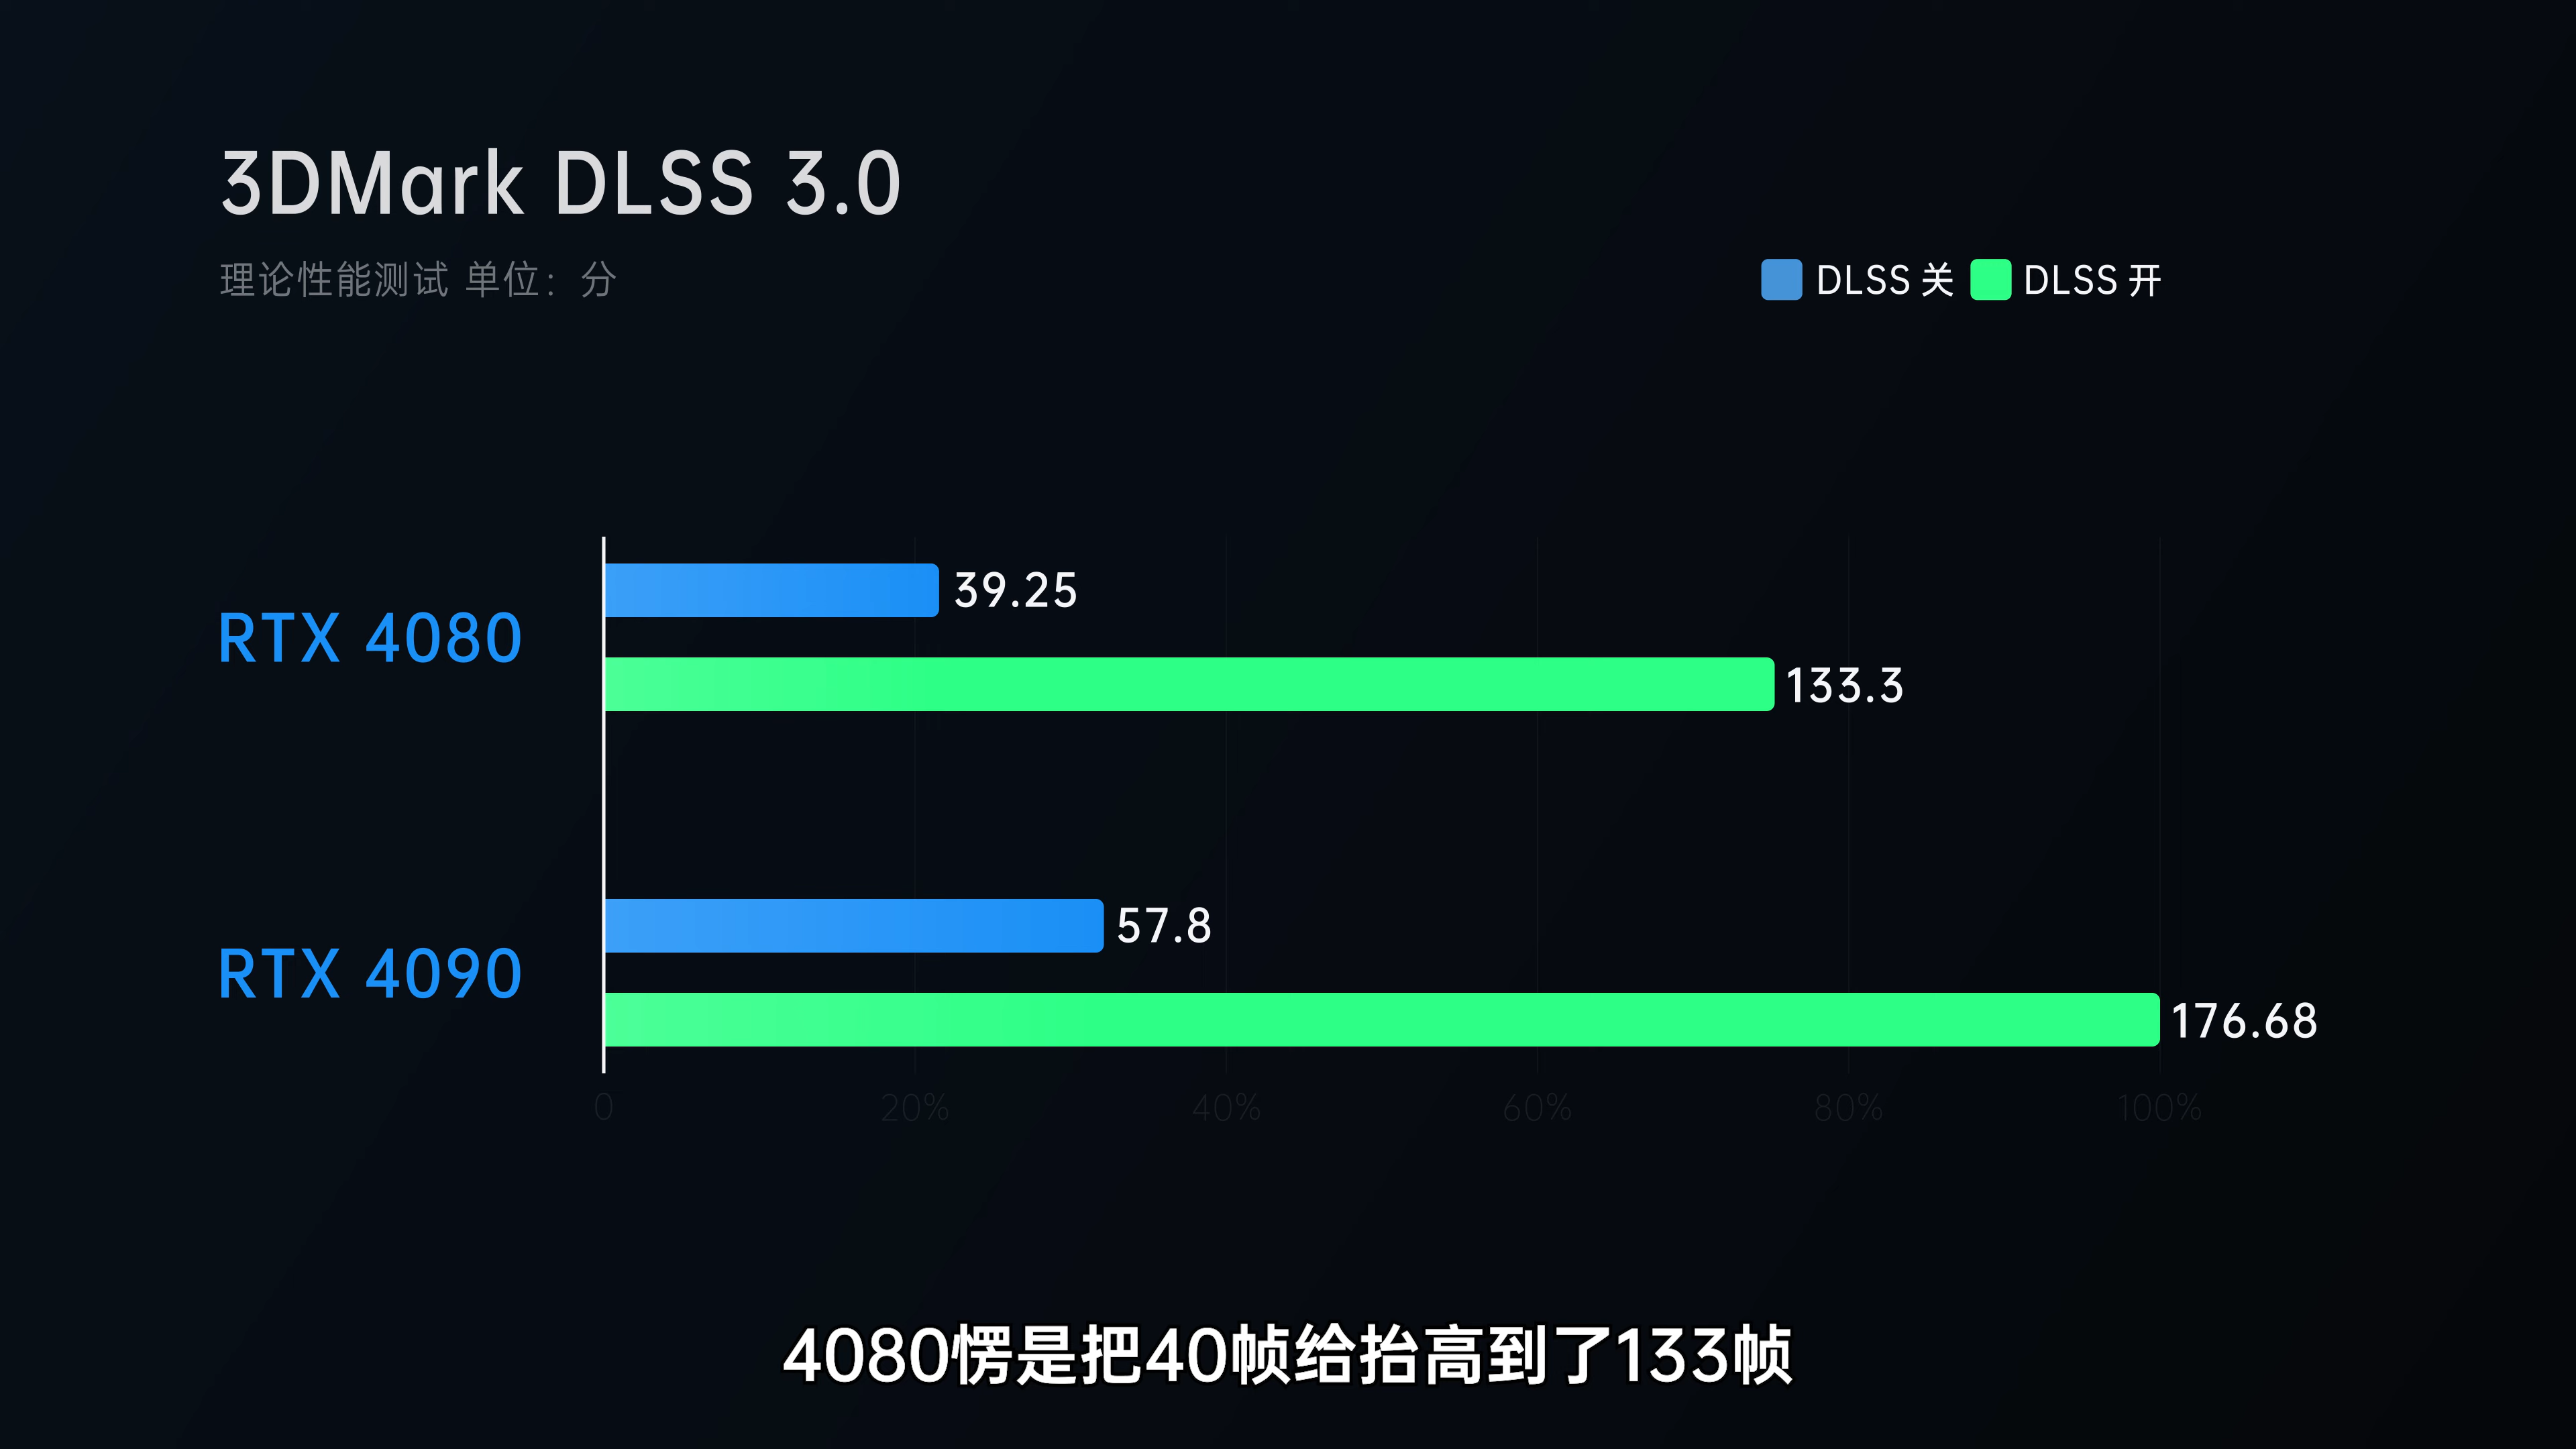 3DMark DLSS 3.0
理论性能测试 单位：分
DLSS 关 DLSS 开
RTX 4080
39.25
133.3
RTX 4090
57.8
176.68
0 20% 40% 60% 80% 100%
4080愣是把40帧给抬高到了133帧